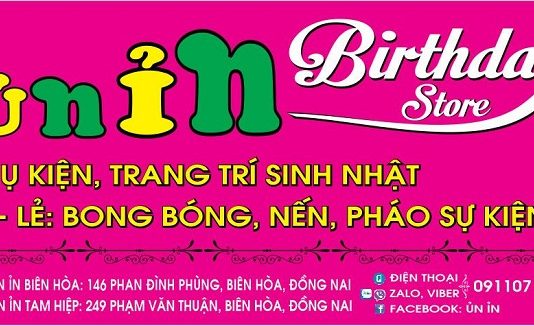 ủn ỉn Birthda
Store
Ụ KIỆN, TRANG TRÍ SINH NHẬT
- LẺ: BONG BÓNG, NẾN, PHÁO SỰ KIỆN
N ỈN BIÊN HÒA: 146 PHAN ĐÌNH PHÙNG, BIÊN HÒA, ĐỒNG NAI
N ỈN TAM HIỆP: 249 PHẠM VĂN THUẬN, BIÊN HÒA, ĐỒNG NAI
ĐIỆN THOẠI
ZALO, VIBER
091107
FACEBOOK: ỦN ỈN